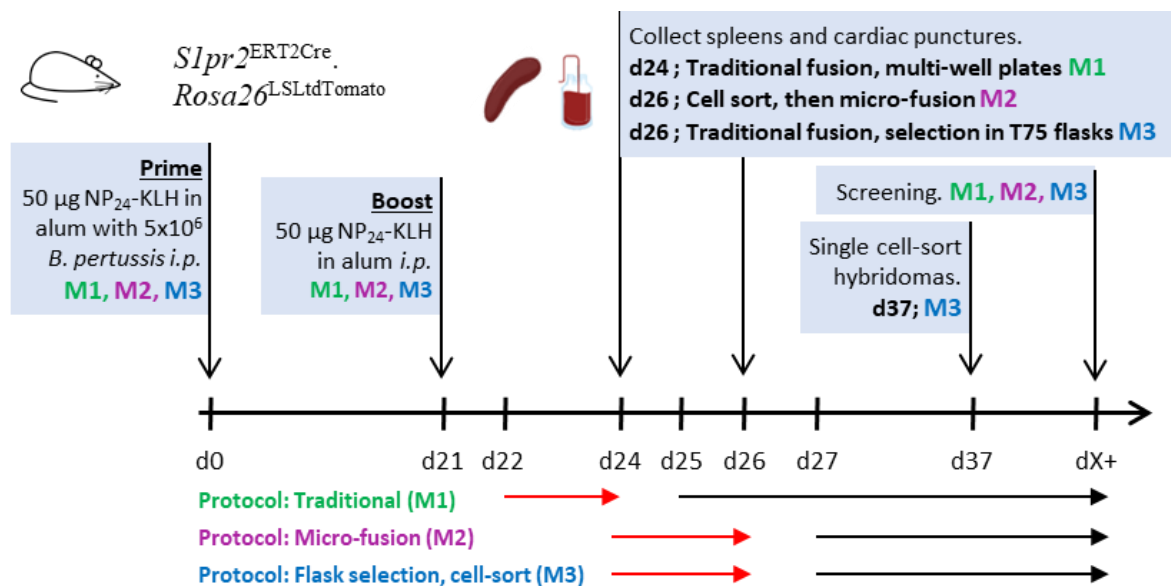 S1pr2ERT2Cre.
Rosa26LSLtdTomato
Collect spleens and cardiac punctures.
d24 ; Traditional fusion, multi-well plates M1
d26 ; Cell sort, then micro-fusion M2
d26 ; Traditional fusion, selection in T75 flasks M3
Prime
50 µg NP24-KLH in
alum with 5x10⁶
B. pertussis i.p.
M1, M2, M3
Boost
50 µg NP24-KLH
in alum i.p.
M1, M2, M3
Screening. M1, M2, M3
Single cell-sort
hybridomas.
d37; M3
d0 d21 d22 d24 d25 d26 d27 d37 dX+
Protocol: Traditional (M1)
Protocol: Micro-fusion (M2)
Protocol: Flask selection, cell-sort (M3)